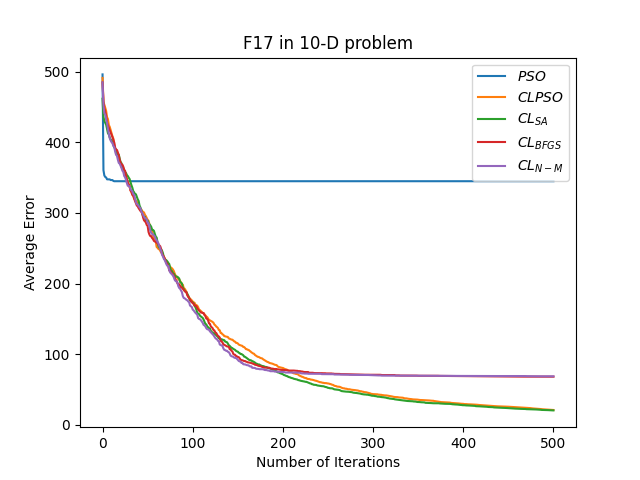 F17 in 10-D problem
Average Error
500
400
300
200
100
0
PSO
CLPSO
CL_SA
CL_BFGS
CL_N−M
0 100 200 300 400 500
Number of Iterations